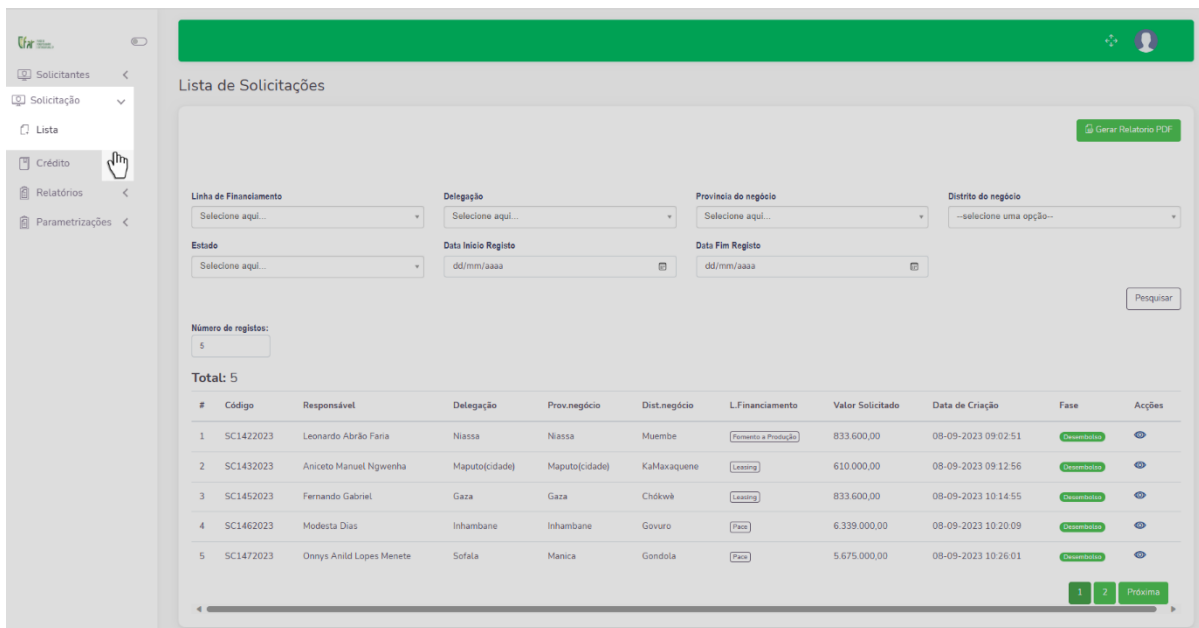 Solicitantes
Solicitação
Lista
Crédito
Relatórios
Parametrizações
Lista de Solicitações
Gerar Relatorio PDF
Linha de Financiamento Delegação Província do negócio Distrito do negócio
Selecione aqui... Selecione aqui... Selecione aqui... --selecione uma opção--
Estado Data Início Registo Data Fim Registo
Selecione aqui... dd/mm/aaaa dd/mm/aaaa
Pesquisar
Número de registos:
5
Total: 5
# Código Responsável Delegação Prov.negócio Dist.negócio L.Financiamento Valor Solicitado Data de Criação Fase Acções
1 SC1422023 Leonardo Abrão Faria Niassa Niassa Muembe Fomento a Produção 833.600,00 08-09-2023 09:02:51 Desembolso
2 SC1432023 Aniceto Manuel Ngwenha Maputo(cidade) Maputo(cidade) KaMaxaquene Leasing 610.000,00 08-09-2023 09:12:56 Desembolso
3 SC1452023 Fernando Gabriel Gaza Gaza Chókwè Leasing 833.600,00 08-09-2023 10:14:55 Desembolso
4 SC1462023 Modesta Dias Inhambane Inhambane Govuro Pace 6.339.000,00 08-09-2023 10:20:09 Desembolso
5 SC1472023 Onnys Anild Lopes Menete Sofala Manica Gondola Pace 5.675.000,00 08-09-2023 10:26:01 Desembolso
1 2 Próxima